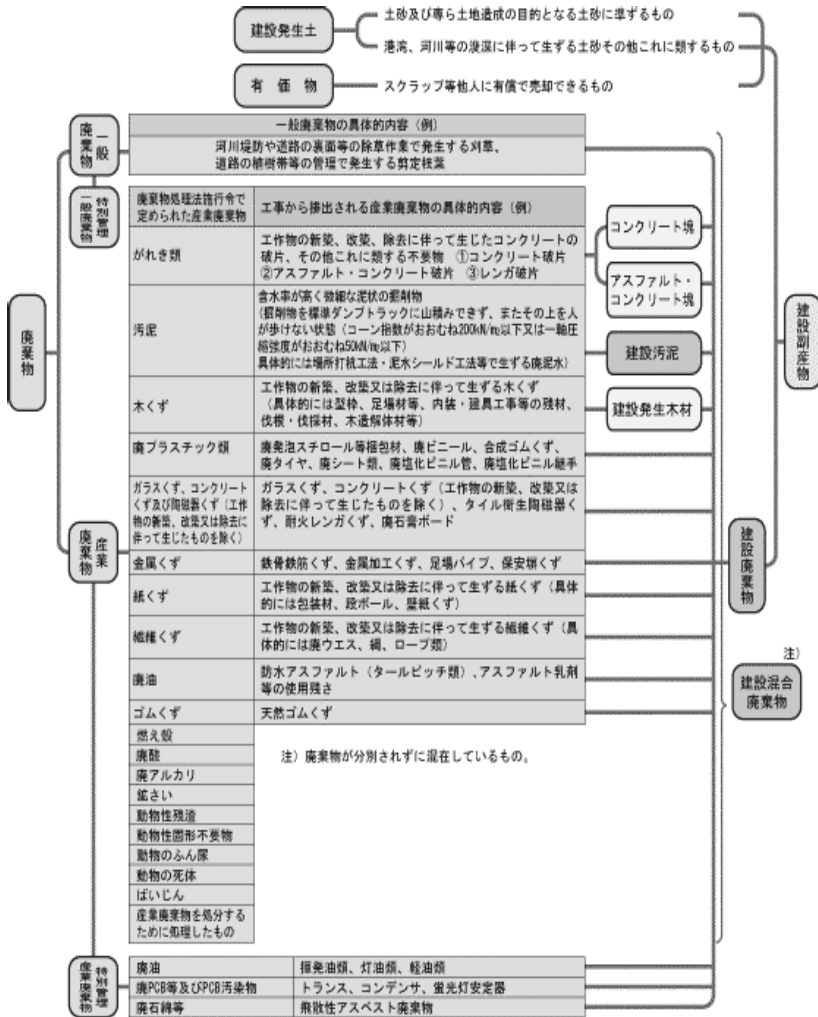 建設発生土
土砂及び専ら土地造成の目的となる土砂に準ずるもの
港湾、河川等の浚渫に伴って生ずる土砂その他これに類するもの
有価物
スクラップ等他人に有償で売却できるもの
一般廃棄物
一般廃棄物の具体的内容（例）
河川堤防や道路の裏面等の除草作業で発生する刈草、
道路の植樹帯等の管理で発生する剪定枝葉
特別管理一般廃棄物
廃棄物処理法施行令で
定められた産業廃棄物
工事から排出される産業廃棄物の具体的内容（例）
がれき類
工作物の新築、改築、除去に伴って生じたコンクリートの
破片、その他これに類する不要物　①コンクリート破片
②アスファルト・コンクリート破片　③レンガ破片
コンクリート塊
アスファルト・
コンクリート塊
汚泥
含水率が高く微細な泥状の掘削物
（掘削物を標準ダンプトラックに山積みできず、またその上を人
が歩けない状態（コーン指数がおおむね200kN/㎡以下又は一軸圧
縮強度がおおむね50kN/㎡以下）
具体的には場所打杭工法・泥水シールド工法等で生ずる廃泥水）
建設汚泥
木くず
工作物の新築、改築又は除去に伴って生ずる木くず
（具体的には型枠、足場材等、内装・建具工事等の残材、
伐根・伐採材、木造解体材等）
建設発生木材
廃プラスチック類
廃発泡スチロール等梱包材、廃ビニール、合成ゴムくず、
廃タイヤ、廃シート類、廃塩化ビニル管、廃塩化ビニル継手
ガラスくず、コンクリート
くず及び陶磁器くず（工作
物の新築、改築又は除去に
伴って生じたものを除く）
ガラスくず、コンクリートくず（工作物の新築、改築又は
除去に伴って生じたものを除く）、タイル衛生陶磁器く
ず、耐火レンガくず、廃石膏ボード
金属くず
鉄骨鉄筋くず、金属加工くず、足場パイプ、保安塀くず
紙くず
工作物の新築、改築又は除去に伴って生ずる紙くず（具体
的には包装材、段ボール、壁紙くず）
繊維くず
工作物の新築、改築又は除去に伴って生ずる繊維くず（具
体的には廃ウエス、縄、ロープ類）
廃油
防水アスファルト（タールピッチ類）、アスファルト乳剤
等の使用残さ
ゴムくず
天然ゴムくず
燃え殻
廃酸
廃アルカリ
鉱さい
動物性残渣
動物性固形不要物
動物のふん尿
動物の死体
ばいじん
産業廃棄物を処分する
ために処理したもの
注）廃棄物が分別されずに混在しているもの。
廃棄物
産業廃棄物
建設副産物
建設廃棄物
注）
建設混合
廃棄物
特別管理産業廃棄物
廃油
揮発油類、灯油類、軽油類
廃PCB等及びPCB汚染物
トランス、コンデンサ、蛍光灯安定器
廃石綿等
飛散性アスベスト廃棄物